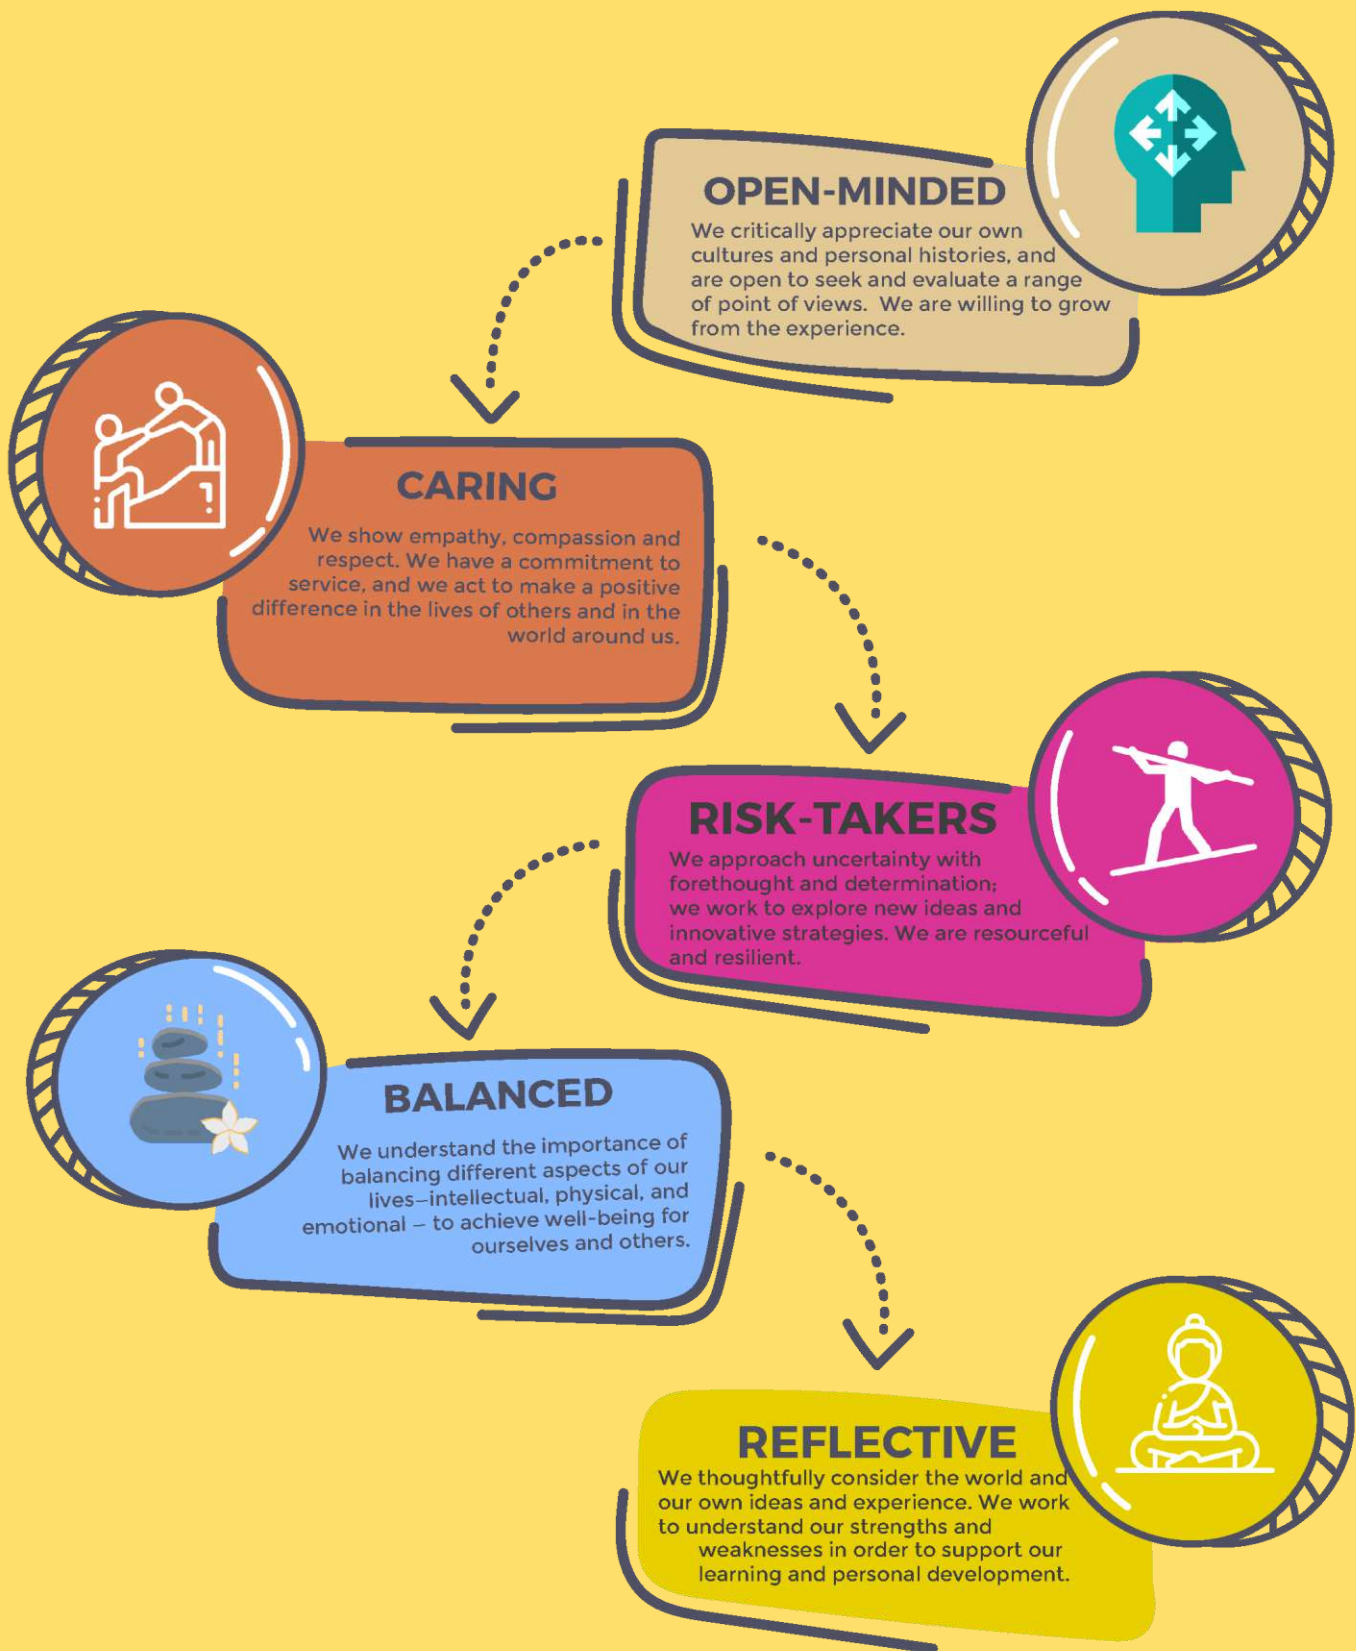 OPEN-MINDED
We critically appreciate our own
cultures and personal histories, and
are open to seek and evaluate a range
of point of views. We are willing to grow
from the experience.
CARING
We show empathy, compassion and
respect. We have a commitment to
service, and we act to make a positive
difference in the lives of others and in the
world around us.
RISK-TAKERS
We approach uncertainty with
forethought and determination;
we work to explore new ideas and
innovative strategies. We are resourceful
and resilient.
BALANCED
We understand the importance of
balancing different aspects of our
lives—intellectual, physical, and
emotional — to achieve well-being for
ourselves and others.
REFLECTIVE
We thoughtfully consider the world and
our own ideas and experience. We work
to understand our strengths and
weaknesses in order to support our
learning and personal development.